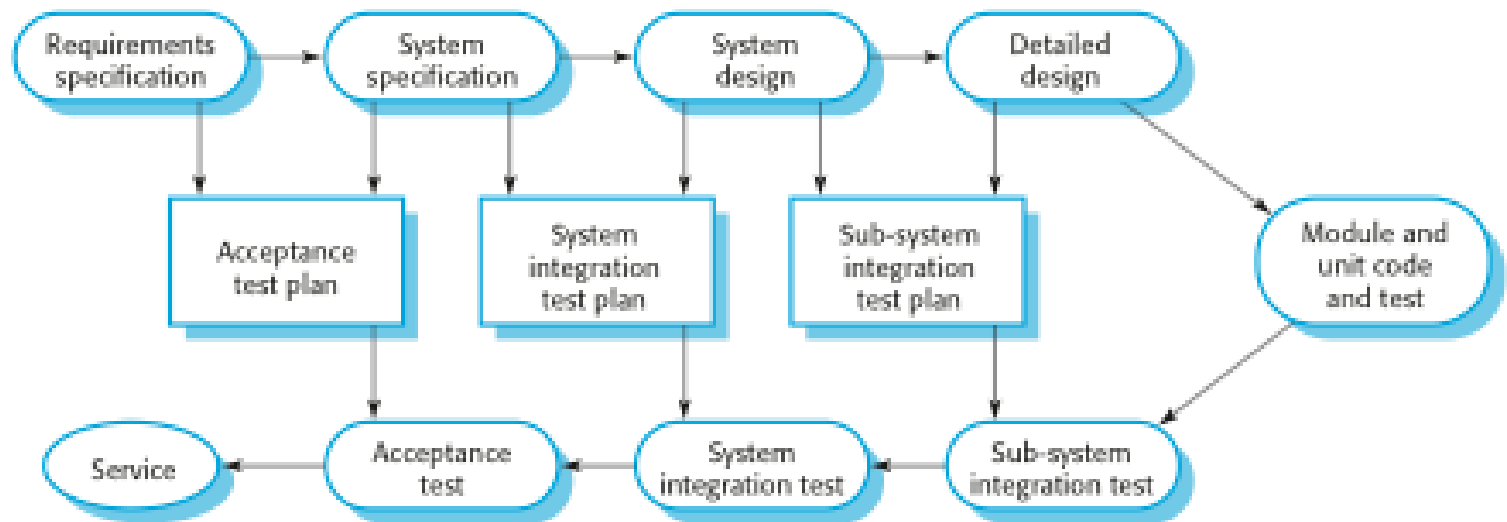 Requirements
specification
System
specification
System
design
Detailed
design
Acceptance
test plan
System
integration
test plan
Sub-system
integration
test plan
Module and
unit code
and test
Service
Acceptance
test
System
integration test
Sub-system
integration test